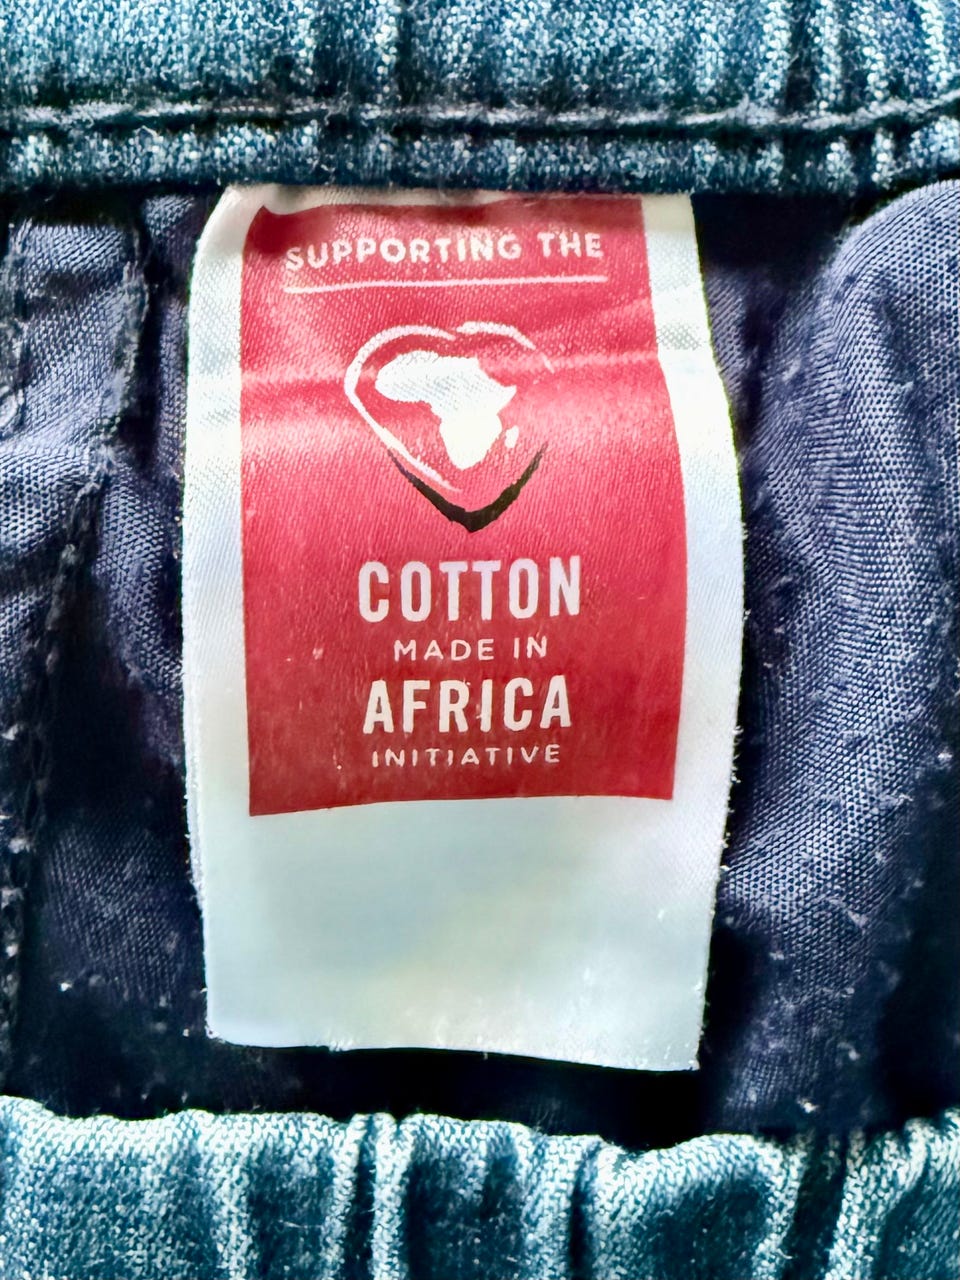 SUPPORTING THE
COTTON
MADE IN
AFRICA
INITIATIVE